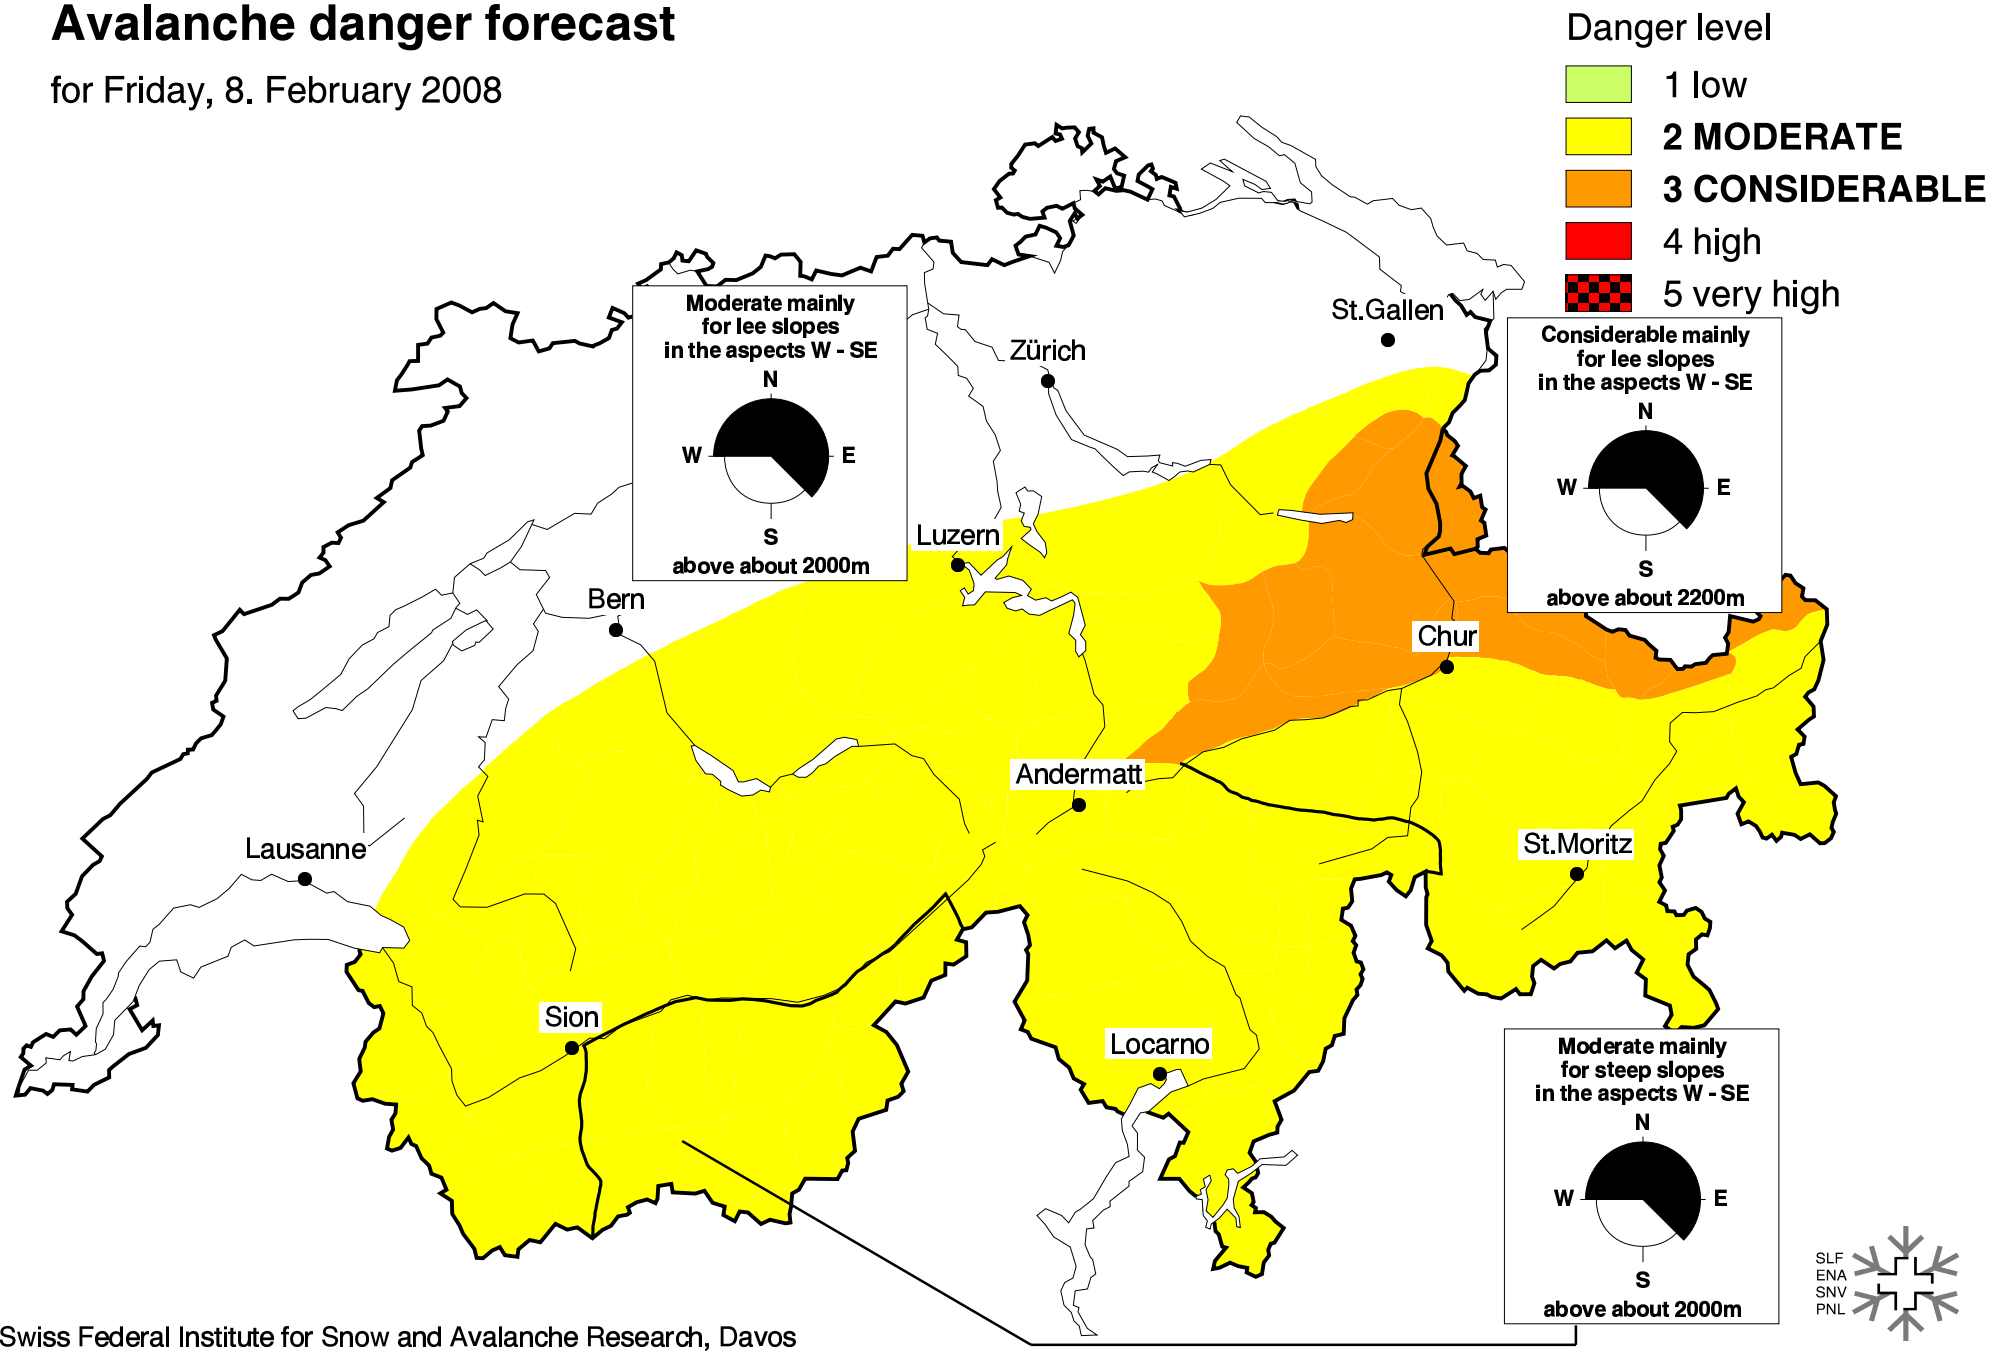 Avalanche danger forecast
for Friday, 8. February 2008
Danger level
1 low
2 MODERATE
3 CONSIDERABLE
4 high
5 very high
Moderate mainly
for lee slopes
in the aspects W - SE
N
W
E
S
above about 2000m
Considerable mainly
for lee slopes
in the aspects W - SE
N
W
E
S
above about 2200m
St.Gallen
Zürich
Luzern
Bern
Chur
Andermatt
Lausanne
St.Moritz
Sion
Locarno
Moderate mainly
for steep slopes
in the aspects W - SE
N
W
E
S
above about 2000m
SLF
ENA
SNV
PNL
Swiss Federal Institute for Snow and Avalanche Research, Davos